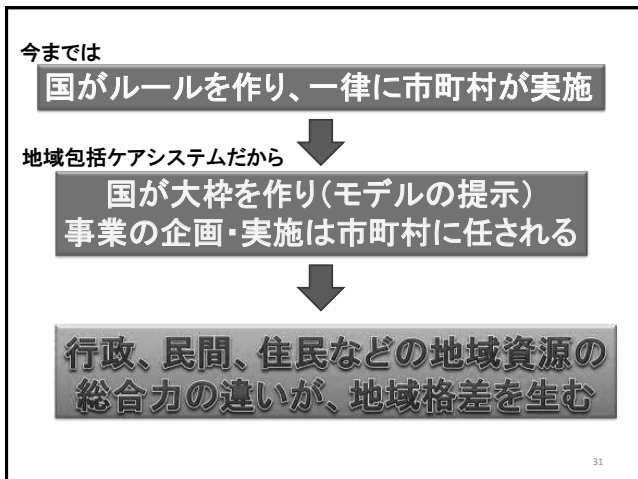 今までは
国がルールを作り、一律に市町村が実施
地域包括ケアシステムだから
国が大枠を作り(モデルの提示)
事業の企画・実施は市町村に任される
行政、民間、住民などの地域資源の
総合力の違いが、地域格差を生む
31